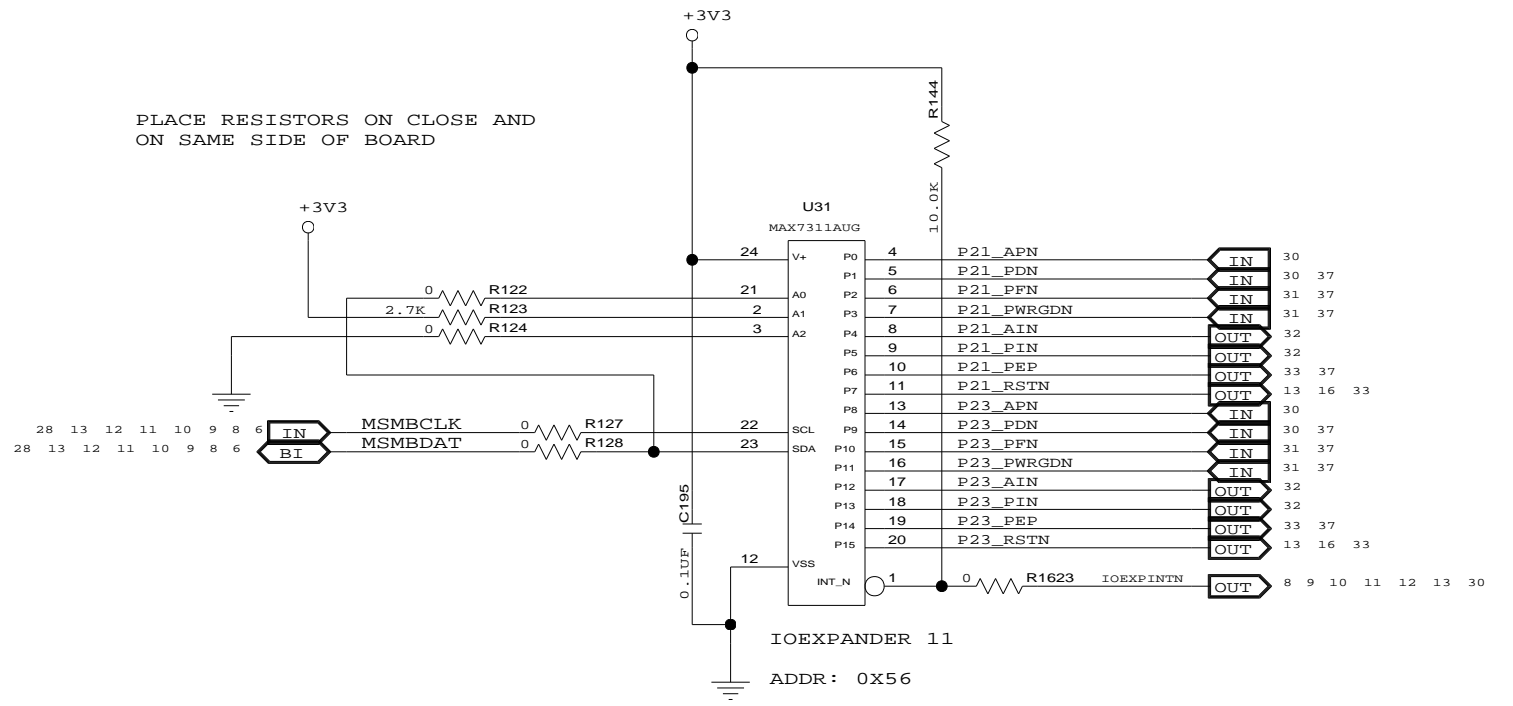 +3V3
PLACE RESISTORS ON CLOSE AND
ON SAME SIDE OF BOARD
R144
10.0K
+3V3
U31
MAX7311AUG
24 V+ P0 4 P21_APN IN 30
P1 5 P21_PDN IN 30 37
0 R122 21 A0 P2 6 P21_PFN IN 31 37
2.7K R123 2 A1 P3 7 P21_PWRGDN IN 31 37
0 R124 3 A2 P4 8 P21_AIN OUT 32
P5 9 P21_PIN OUT 32
P6 10 P21_PEP OUT 33 37
P7 11 P21_RSTN OUT 13 16 33
P8 13 P23_APN IN 30
28 13 12 11 10 9 8 6 IN MSMBCLK 0 R127 22 SCL P9 14 P23_PDN IN 30 37
28 13 12 11 10 9 8 6 BI MSMBDAT 0 R128 23 SDA P10 15 P23_PFN IN 31 37
P11 16 P23_PWRGDN IN 31 37
P12 17 P23_AIN OUT 32
C195 P13 18 P23_PIN OUT 32
P14 19 P23_PEP OUT 33 37
P15 20 P23_RSTN OUT 13 16 33
0.1UF 12 VSS
INT_N 1 0 R1623 IOEXPINTN OUT 8 9 10 11 12 13 30
IOEXPANDER 11
ADDR: 0X56